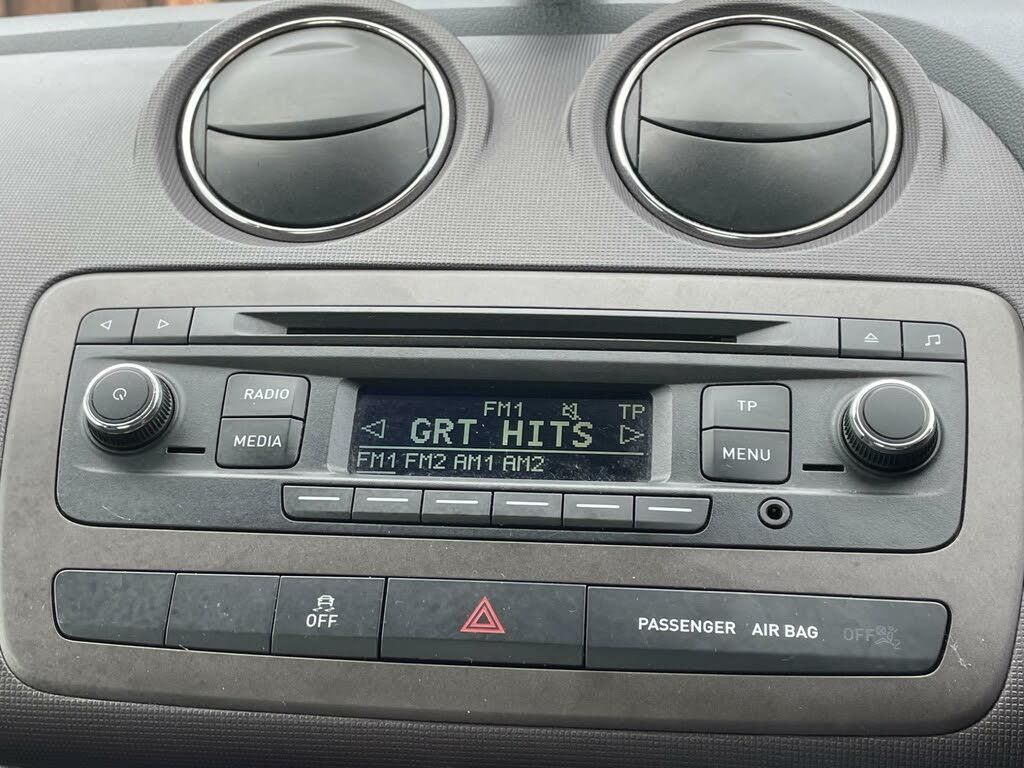 RADIO
MEDIA
FM1 TP
GRT HITS
FM1 FM2 AM1 AM2
TP
MENU
OFF
PASSENGER AIR BAG OFF